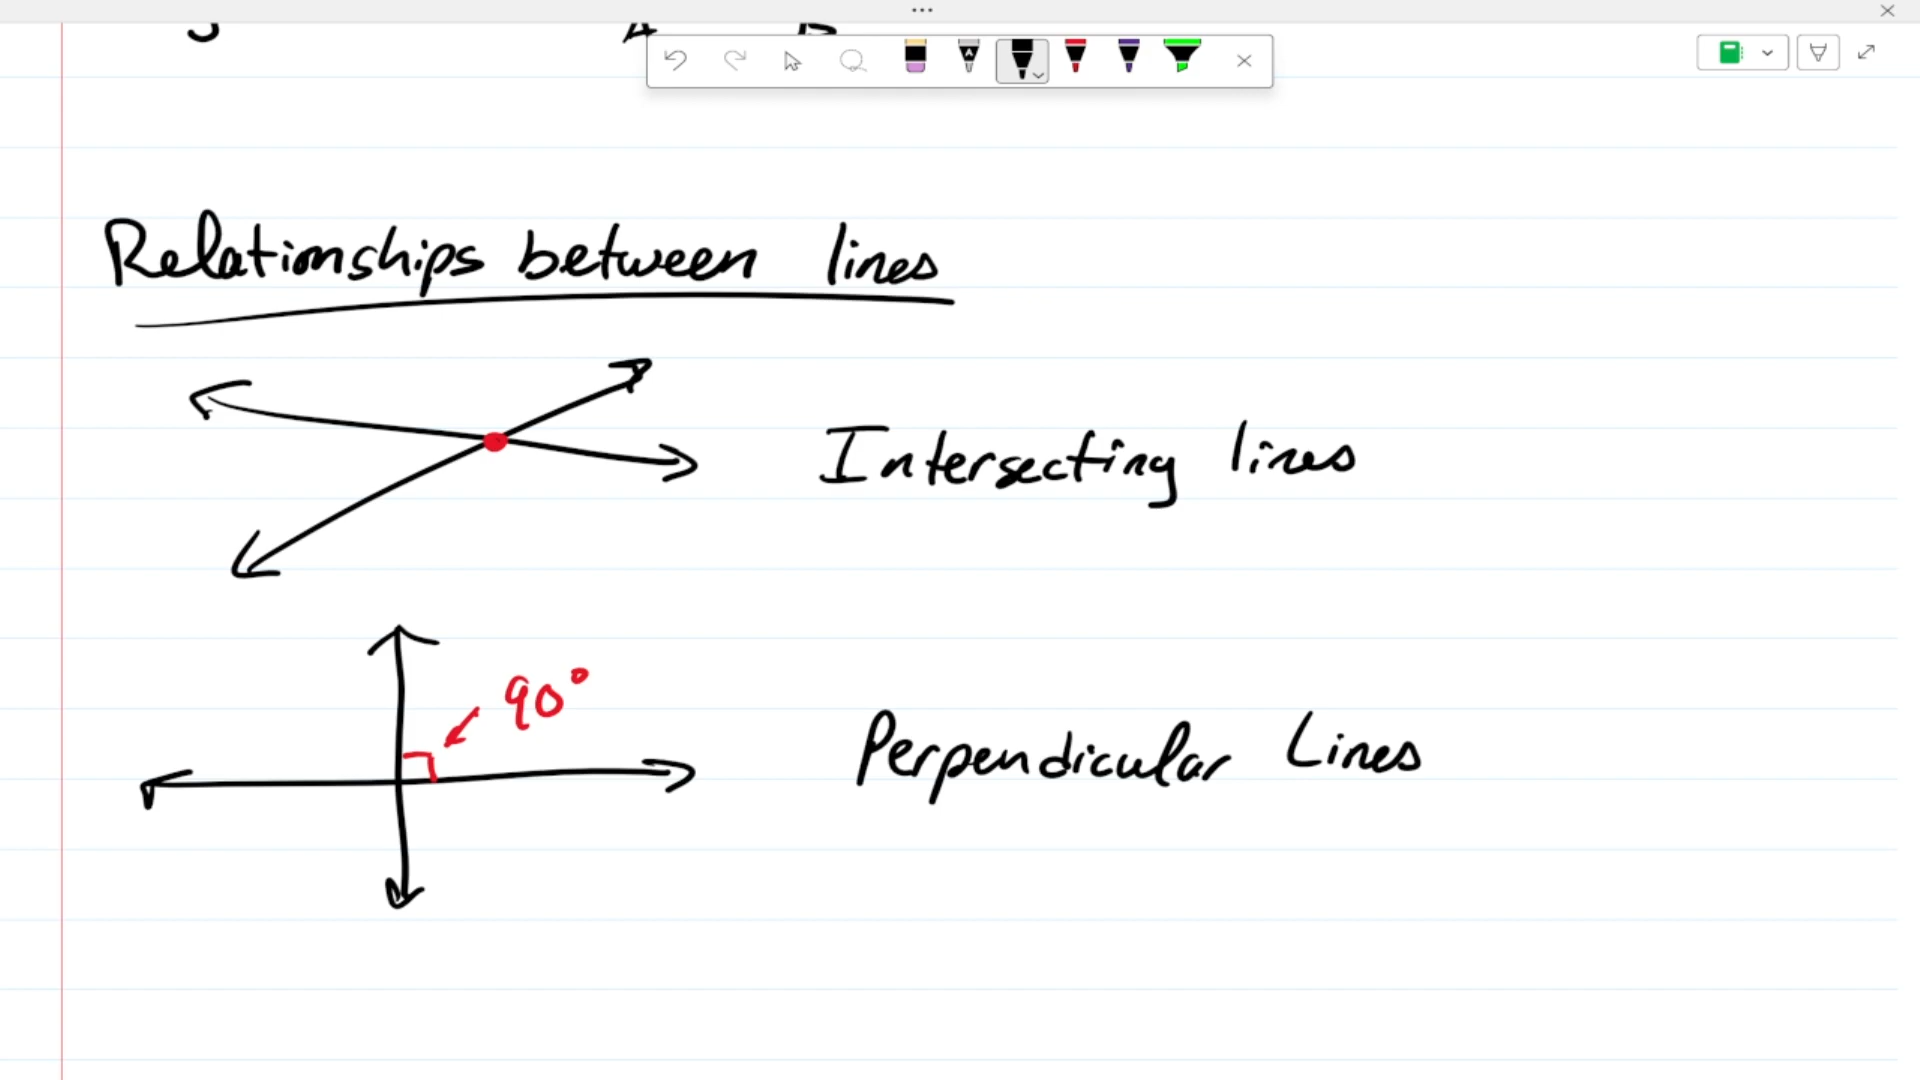 Relationships between lines
Intersecting lines
90°
Perpendicular Lines